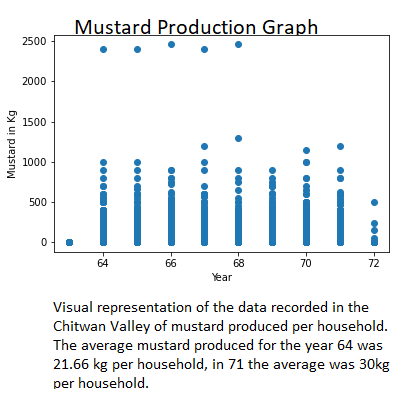 Mustard Production Graph
2500
2000
1500
1000
500
0
Mustard in Kg
64
66
68
70
72
Year
Visual representation of the data recorded in the
Chitwan Valley of mustard produced per household.
The average mustard produced for the year 64 was
21.66 kg per household, in 71 the average was 30kg
per household.